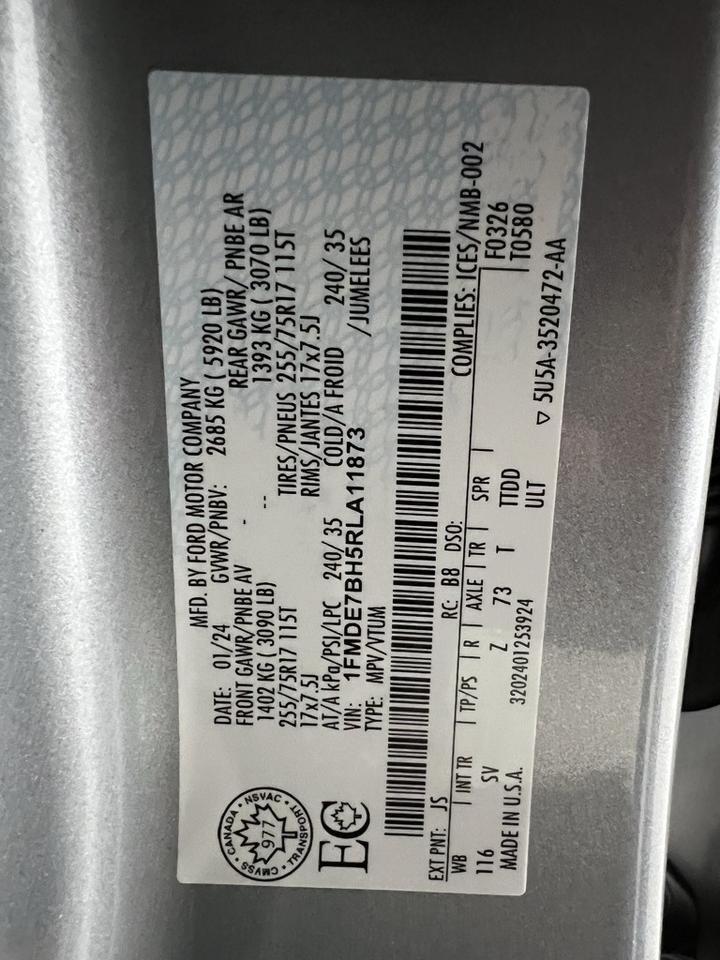 MFD. BY FORD MOTOR COMPANY
DATE: 01/24 GVWR/PNBV: 2685 KG ( 5920 LB)
FRONT GAWR/PNBE AV - REAR GAWR/ PNBE AR
1402 KG ( 3090 LB) -- 1393 KG ( 3070 LB)
255/75R17 115T TIRES/PNEUS 255/75R17 115T
17x7.5J RIMS/JANTES 17x7.5J
AT/A kPa/PSI/LPC 240/ 35 COLD/A FROID 240/ 35
VIN: 1FMDE7BH5RLA11873 /JUMELEES
TYPE: MPV/VTUM
CMVSS • CANADA • NSVAC • TRANSPORT •
977
EC
COMPLIES: ICES/NMB-002
EXT PNT: JS RC: B8 DSO: F0326
WB | INT TR | TP/PS | R | AXLE | TR | SPR | T0580
116 SV Z 73 T TTDD
MADE IN U.S.A. 3202401253924 ULT
▽ 5U5A-3520472-AA